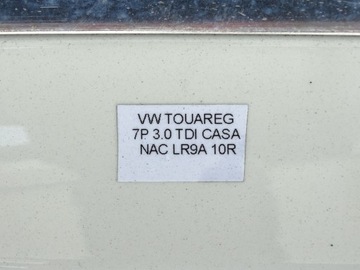 VW TOUAREG
7P 3.0 TDI CASA
NAC LR9A 10R